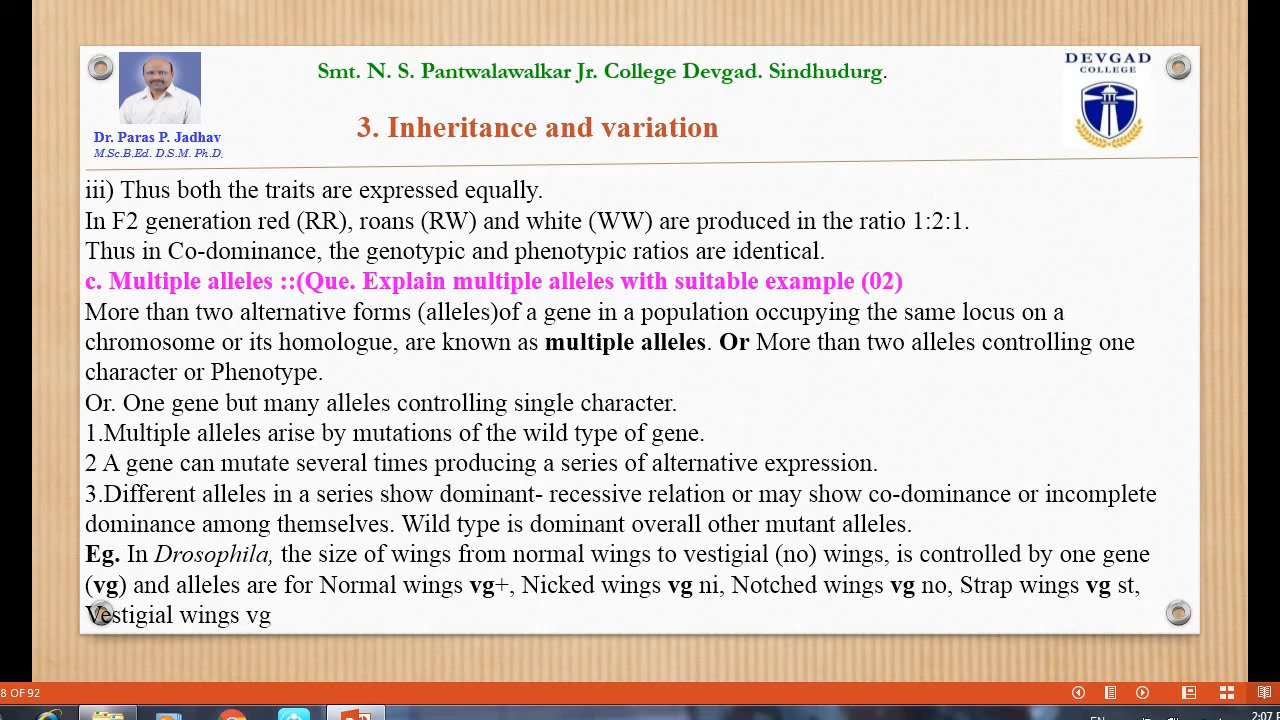 Smt. N. S. Pantwalawalkar Jr. College Devgad. Sindhudurg.
DEVGAD
COLLEGE
Dr. Paras P. Jadhav
M.Sc.B.Ed. D.S.M. Ph.D.
3. Inheritance and variation
iii) Thus both the traits are expressed equally.
In F2 generation red (RR), roans (RW) and white (WW) are produced in the ratio 1:2:1.
Thus in Co-dominance, the genotypic and phenotypic ratios are identical.
c. Multiple alleles ::(Que. Explain multiple alleles with suitable example (02)
More than two alternative forms (alleles)of a gene in a population occupying the same locus on a
chromosome or its homologue, are known as multiple alleles. Or More than two alleles controlling one
character or Phenotype.
Or. One gene but many alleles controlling single character.
1.Multiple alleles arise by mutations of the wild type of gene.
2 A gene can mutate several times producing a series of alternative expression.
3.Different alleles in a series show dominant- recessive relation or may show co-dominance or incomplete
dominance among themselves. Wild type is dominant overall other mutant alleles.
Eg. In Drosophila, the size of wings from normal wings to vestigial (no) wings, is controlled by one gene
(vg) and alleles are for Normal wings vg+, Nicked wings vg ni, Notched wings vg no, Strap wings vg st,
Vestigial wings vg
8 OF 92
2:07